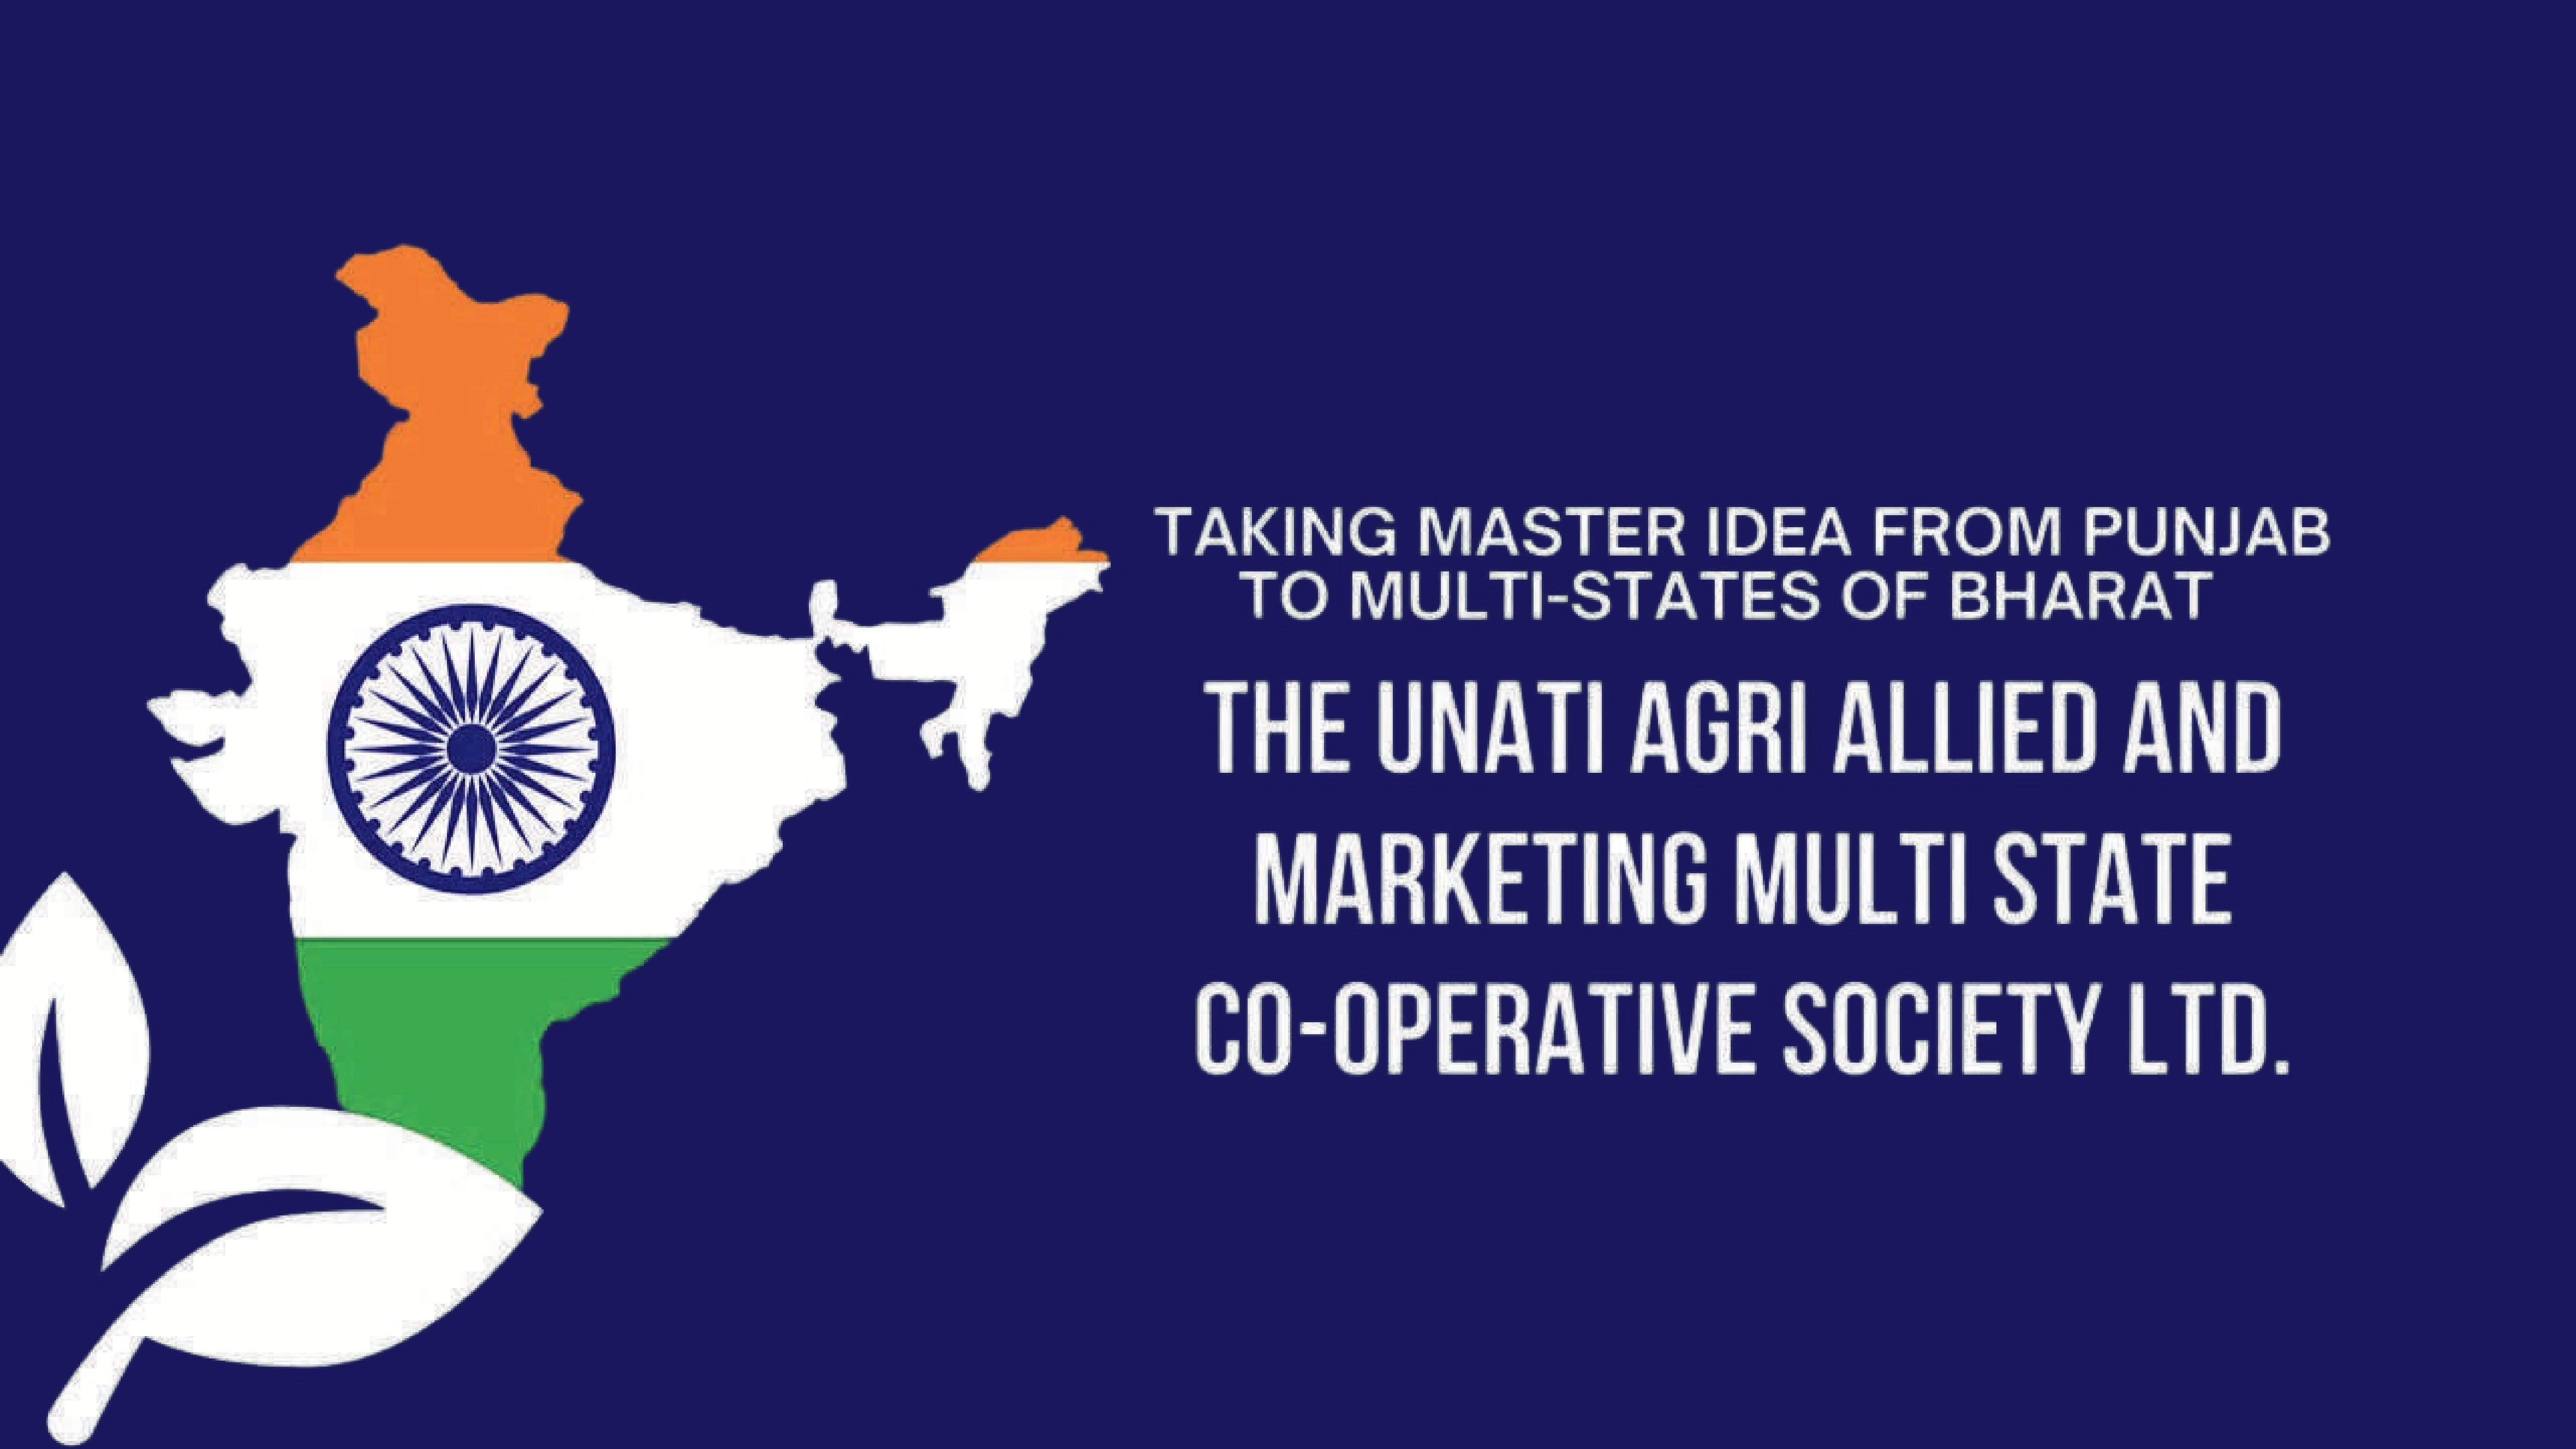 TAKING MASTER IDEA FROM PUNJAB
TO MULTI-STATES OF BHARAT
THE UNATI AGRI ALLIED AND
MARKETING MULTI STATE
CO-OPERATIVE SOCIETY LTD.